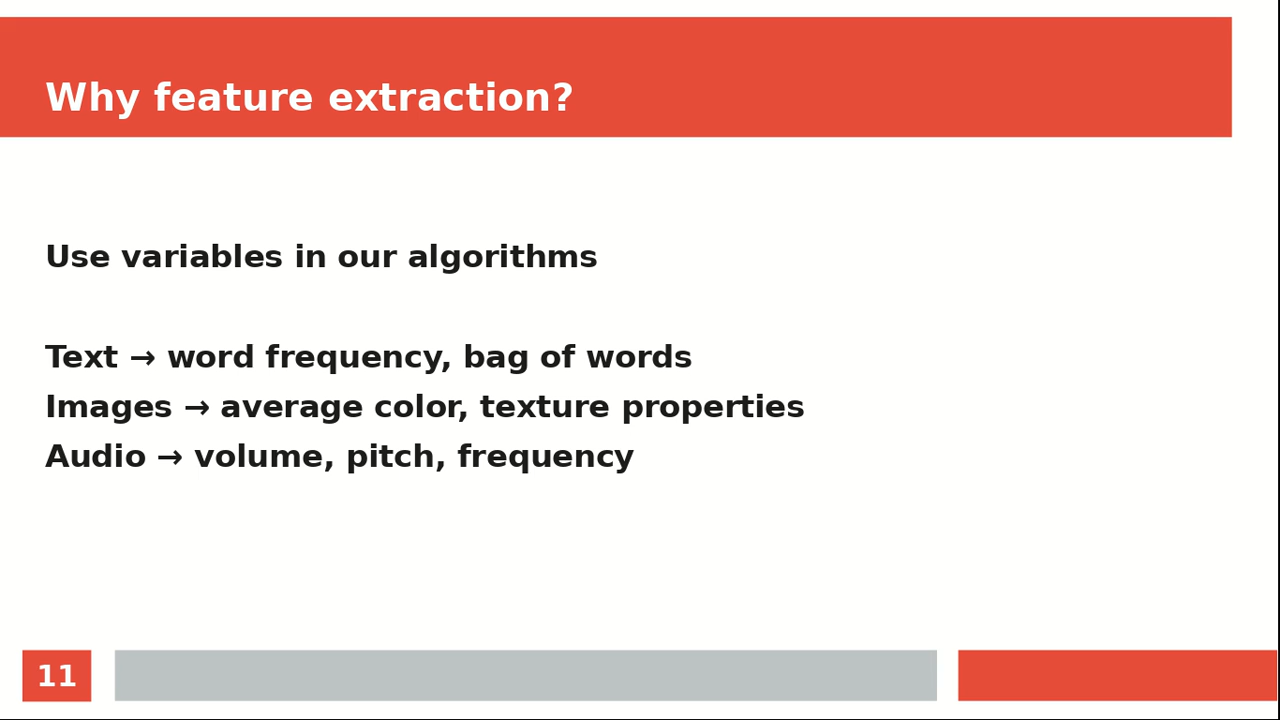 Why feature extraction?
Use variables in our algorithms
Text → word frequency, bag of words
Images → average color, texture properties
Audio → volume, pitch, frequency
11